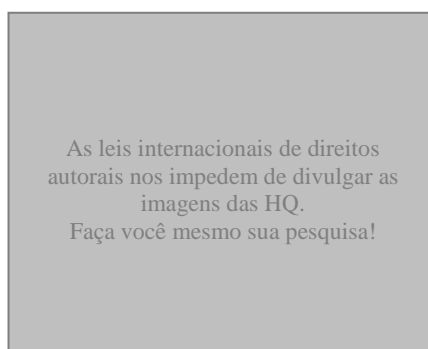 As leis internacionais de direitos
autorais nos impedem de divulgar as
imagens das HQ.
Faça você mesmo sua pesquisa!